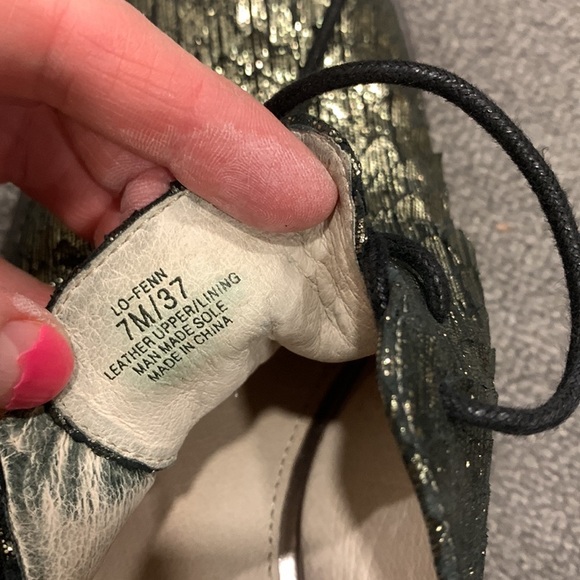 LO-FENN
7M/37
LEATHER UPPER/LINING
MAN MADE SOLE
MADE IN CHINA